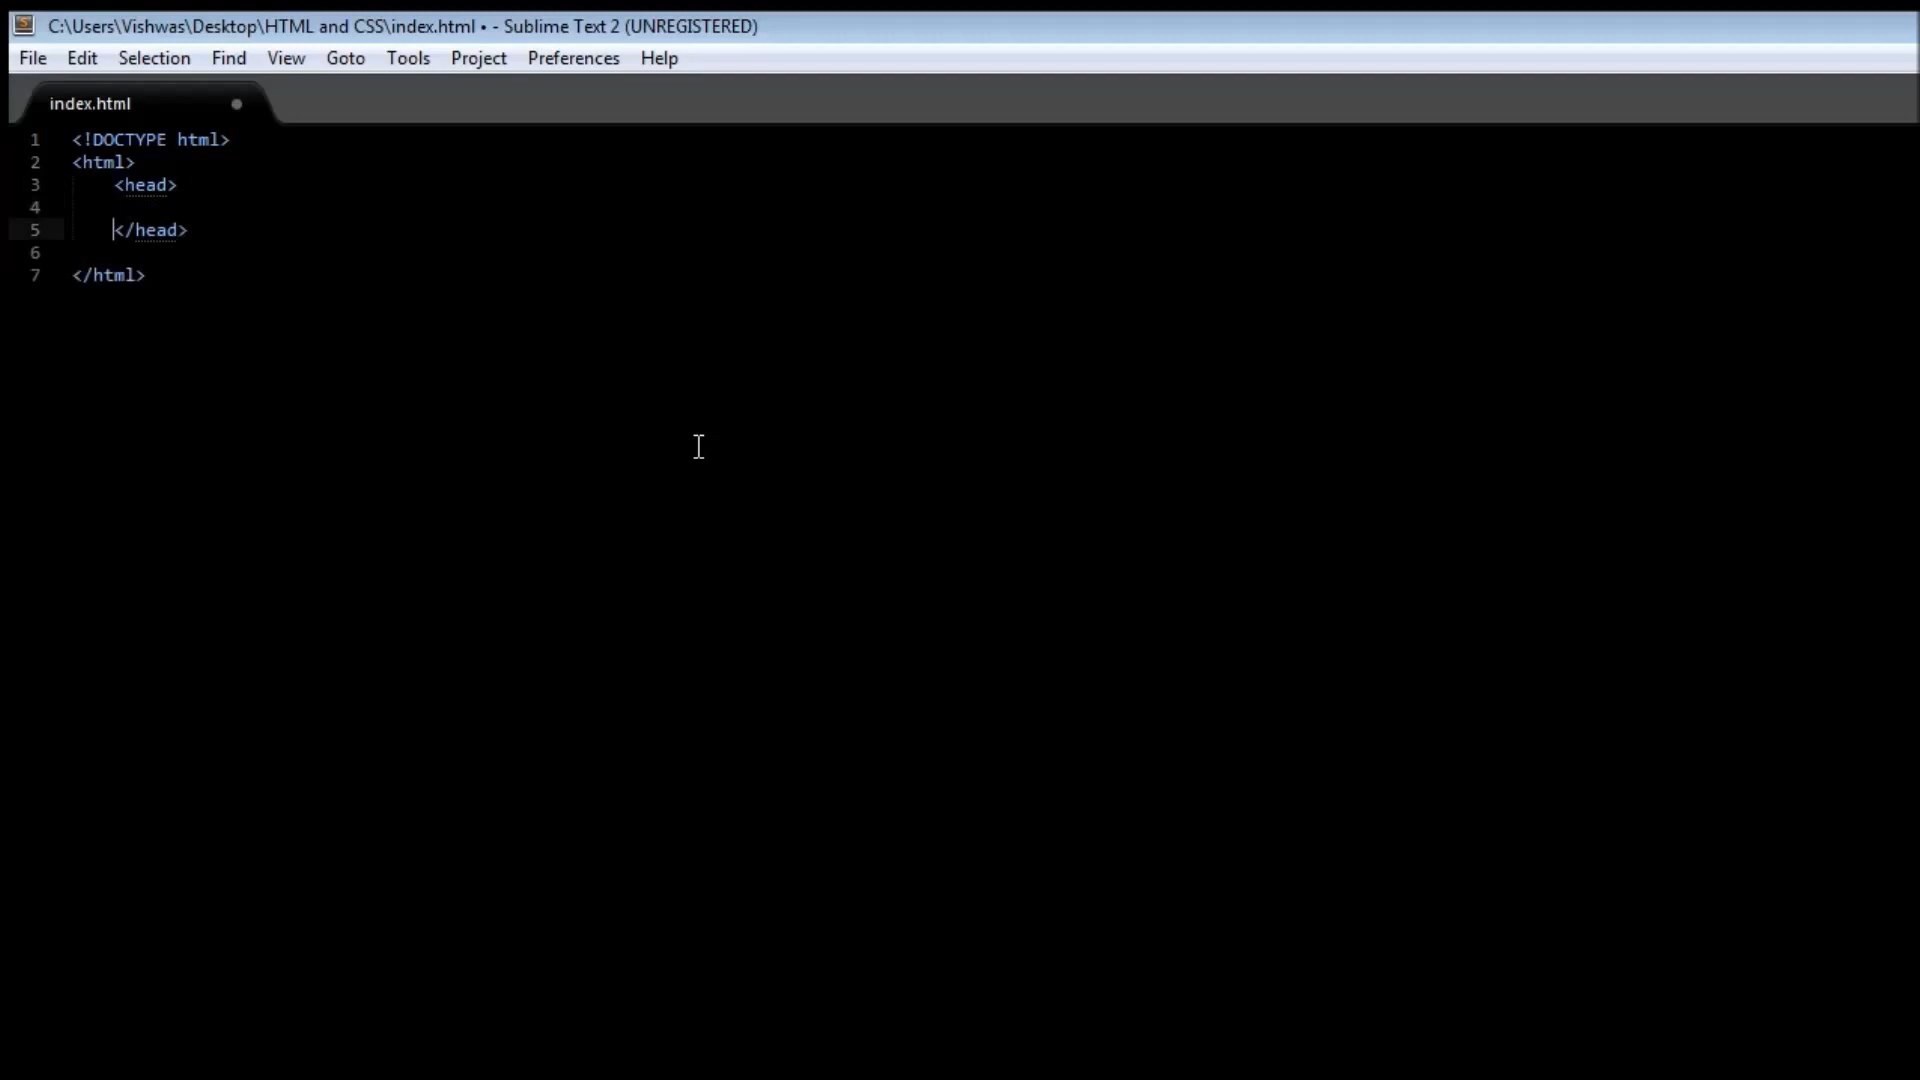 C:\Users\Vishwas\Desktop\HTML and CSS\index.html • - Sublime Text 2 (UNREGISTERED)
File Edit Selection Find View Goto Tools Project Preferences Help
index.html
1 <!DOCTYPE html>
2 <html>
3 <head>
4
5 </head>
6
7 </html>